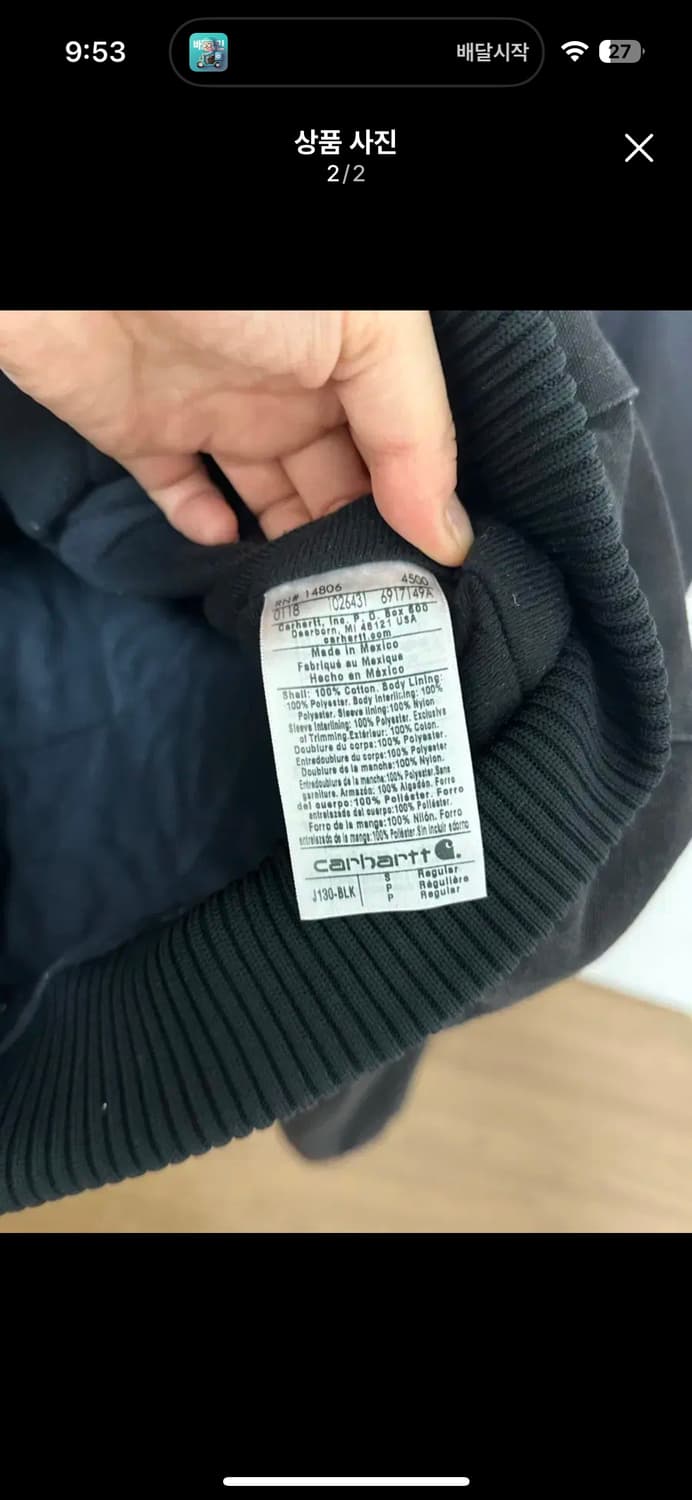 9:53
배달시작
27
상품 사진
2/2
RN# 14806 4500
0118 1026431 6917149A
Carhartt, Inc. P. O. Box 600
Dearborn, MI 48121 USA
carhartt.com
Made in Mexico
Fabriqué au Mexique
Hecho en México
Shell: 100% Cotton. Body Lining:
100% Polyester. Body Interlicing: 100%
Polyester. Sleeve lining:100% Nylon
Sleeve Interlining: 100% Polyester. Exclusive
of Trimming.Extérieur: 100% Coton.
Doublure du corps:100% Polyester.
Entredoublure du corps:100% Polyester
Doublure de la manche:100% Nylon.
Entredoublure de la manche:100% Polyester.Sans
garniture. Armazón: 100% Algodón. Forro
del cuerpo:100% Poliéster. Forro
entrelazado del cuerpo:100% Poliéster.
Forro de la manga:100% Nilón. Forro
entrelazado de la manga:100% Poliéster.Sin incluir adorno
carhartt
J130-BLK
S Regular
P Régulière
P Regular